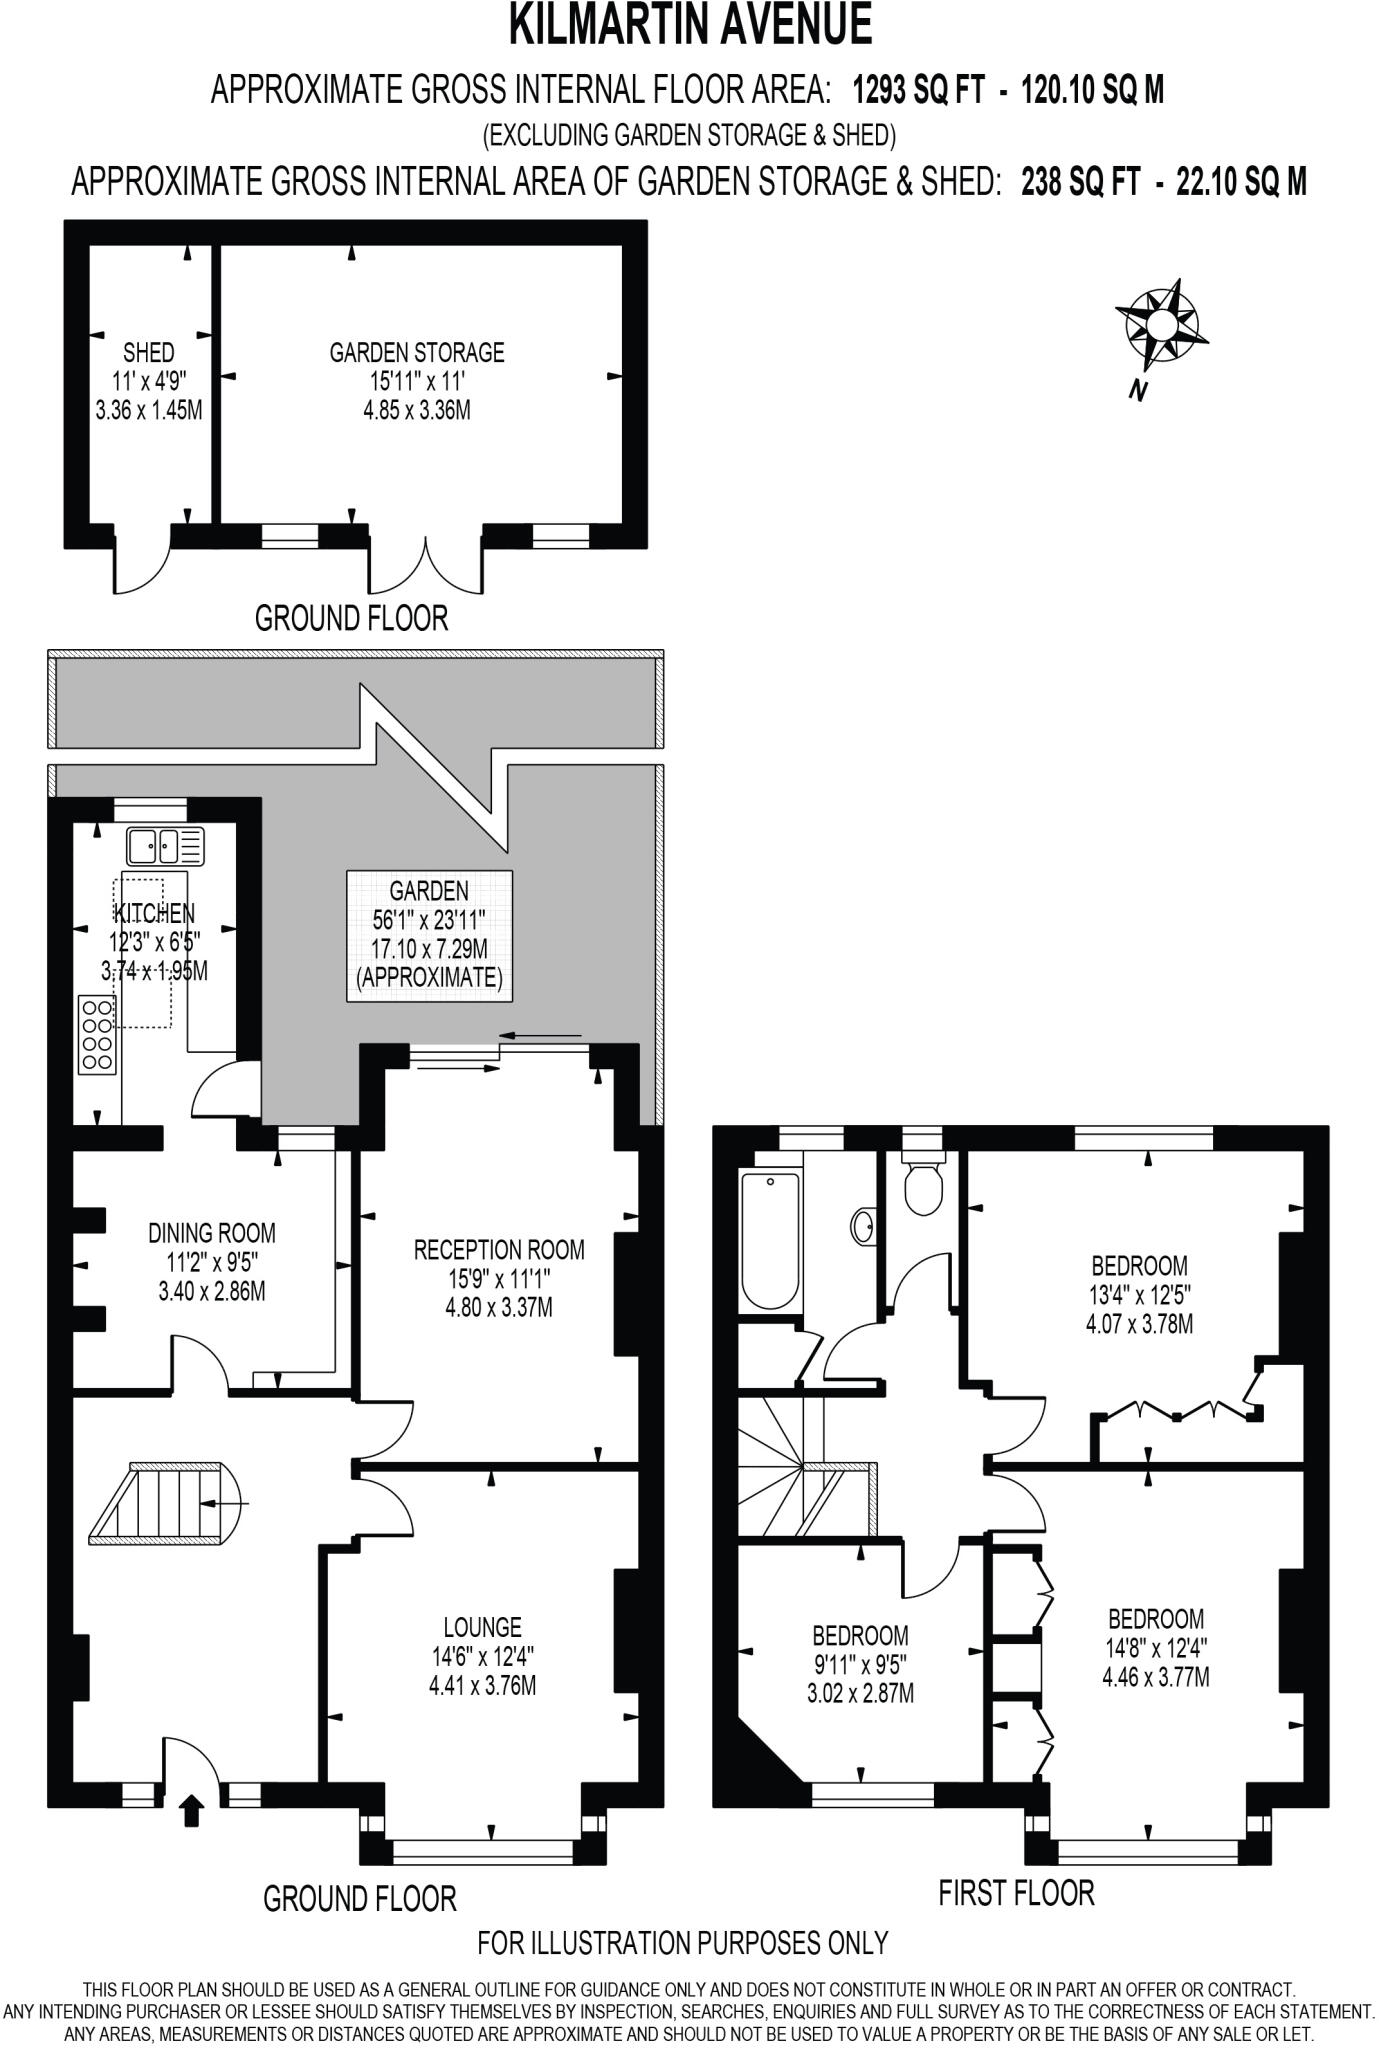 KILMARTIN AVENUE
APPROXIMATE GROSS INTERNAL FLOOR AREA: 1293 SQ FT - 120.10 SQ M
(EXCLUDING GARDEN STORAGE & SHED)
APPROXIMATE GROSS INTERNAL AREA OF GARDEN STORAGE & SHED: 238 SQ FT - 22.10 SQ M
SHED
11' x 4'9"
3.36 x 1.45M
GARDEN STORAGE
15'11" x 11'
4.85 x 3.36M
N
GROUND FLOOR
KITCHEN
12'3" x 6'5"
3.74 x 1.95M
GARDEN
56'1" x 23'11"
17.10 x 7.29M
(APPROXIMATE)
DINING ROOM
11'2" x 9'5"
3.40 x 2.86M
RECEPTION ROOM
15'9" x 11'1"
4.80 x 3.37M
LOUNGE
14'6" x 12'4"
4.41 x 3.76M
GROUND FLOOR
BEDROOM
13'4" x 12'5"
4.07 x 3.78M
BEDROOM
9'11" x 9'5"
3.02 x 2.87M
BEDROOM
14'8" x 12'4"
4.46 x 3.77M
FIRST FLOOR
FOR ILLUSTRATION PURPOSES ONLY
THIS FLOOR PLAN SHOULD BE USED AS A GENERAL OUTLINE FOR GUIDANCE ONLY AND DOES NOT CONSTITUTE IN WHOLE OR IN PART AN OFFER OR CONTRACT.
ANY INTENDING PURCHASER OR LESSEE SHOULD SATISFY THEMSELVES BY INSPECTION, SEARCHES, ENQUIRIES AND FULL SURVEY AS TO THE CORRECTNESS OF EACH STATEMENT.
ANY AREAS, MEASUREMENTS OR DISTANCES QUOTED ARE APPROXIMATE AND SHOULD NOT BE USED TO VALUE A PROPERTY OR BE THE BASIS OF ANY SALE OR LET.